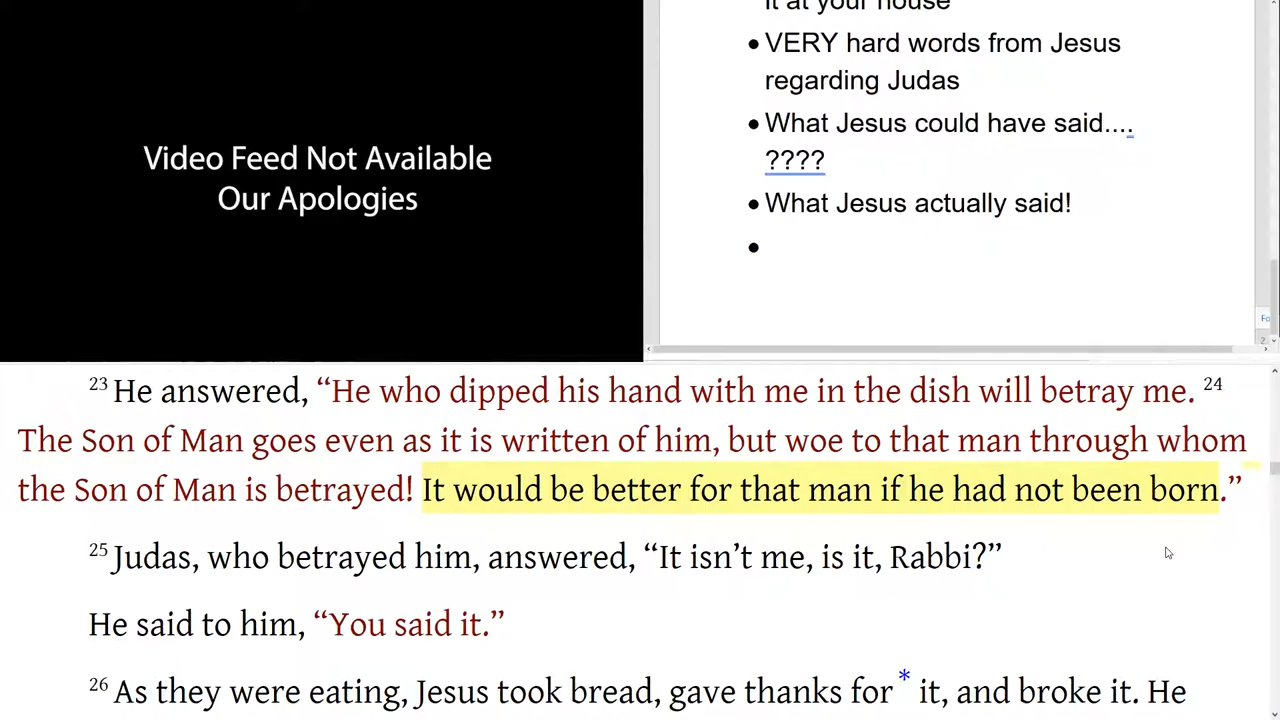 Video Feed Not Available
Our Apologies
it at your house
• VERY hard words from Jesus
regarding Judas
• What Jesus could have said....
????
• What Jesus actually said!
•
23 He answered, “He who dipped his hand with me in the dish will betray me. 24
The Son of Man goes even as it is written of him, but woe to that man through whom
the Son of Man is betrayed! It would be better for that man if he had not been born.”
25 Judas, who betrayed him, answered, “It isn’t me, is it, Rabbi?”
He said to him, “You said it.”
26 As they were eating, Jesus took bread, gave thanks for * it, and broke it. He